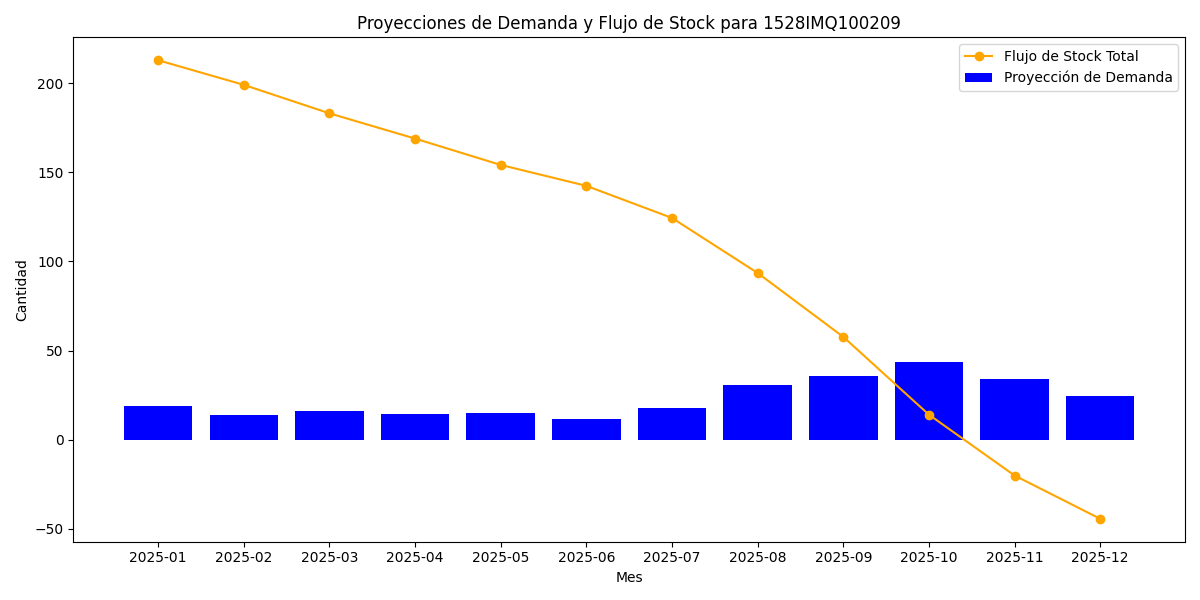 Proyecciones de Demanda y Flujo de Stock para 1528IMQ100209
Flujo de Stock Total
Proyección de Demanda
Cantidad
200
150
100
50
0
−50
2025-01 2025-02 2025-03 2025-04 2025-05 2025-06 2025-07 2025-08 2025-09 2025-10 2025-11 2025-12
Mes